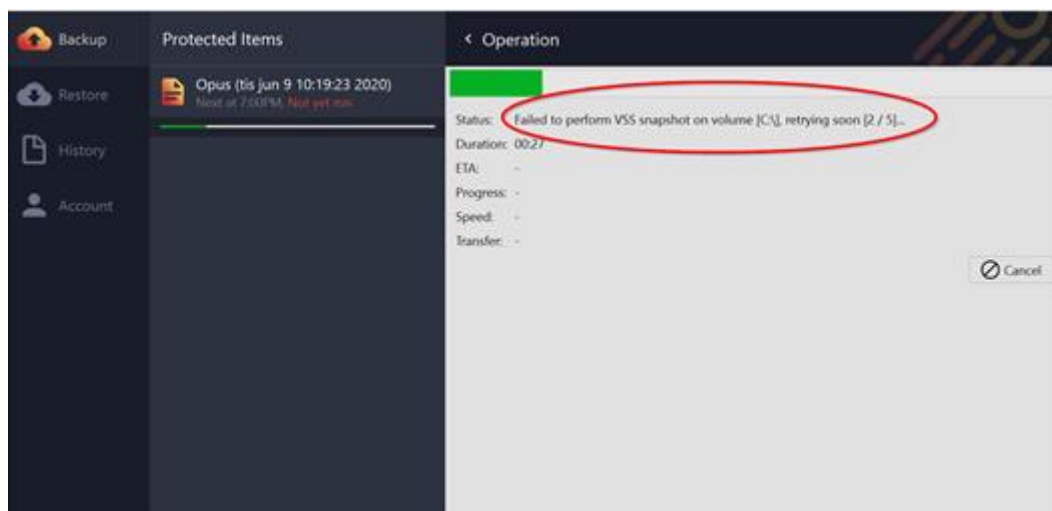 Backup
Restore
History
Account
Protected Items
Opus (tis jun 9 10:19:23 2020)
Next at 7:00PM, Not yet run
< Operation
Status: Failed to perform VSS snapshot on volume [C:\], retrying soon [2 / 5]...
Duration: 00:27
ETA: -
Progress: -
Speed: -
Transfer: -
Cancel